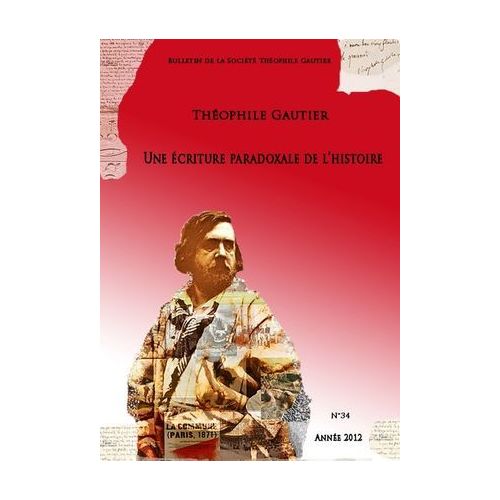 Bulletin de la Société Théophile Gautier
Théophile Gautier
Une écriture paradoxale de l'histoire
LA COMMUNE
(PARIS, 1871)
N°34
Année 2012